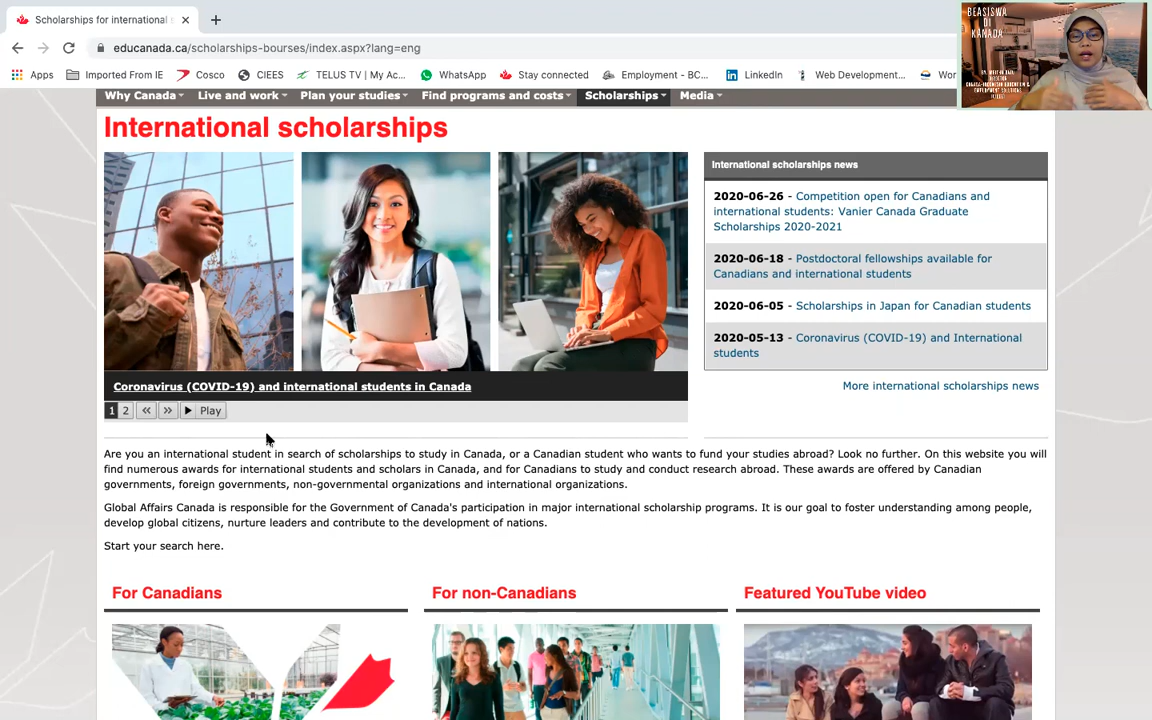 Scholarships for international s
educanada.ca/scholarships-bourses/index.aspx?lang=eng
Apps Imported From IE Cosco CIEES TELUS TV | My Ac... WhatsApp Stay connected Employment - BC... LinkedIn Web Development... Wor
BEASISWA
DI
KANADA
Why Canada Live and work Plan your studies Find programs and costs Scholarships Media
International scholarships
International scholarships news
2020-06-26 - Competition open for Canadians and
international students: Vanier Canada Graduate
Scholarships 2020-2021
2020-06-18 - Postdoctoral fellowships available for
Canadians and international students
2020-06-05 - Scholarships in Japan for Canadian students
2020-05-13 - Coronavirus (COVID-19) and International
students
More international scholarships news
Coronavirus (COVID-19) and international students in Canada
1 2 Play
Are you an international student in search of scholarships to study in Canada, or a Canadian student who wants to fund your studies abroad? Look no further. On this website you will
find numerous awards for international students and scholars in Canada, and for Canadians to study and conduct research abroad. These awards are offered by Canadian
governments, foreign governments, non-governmental organizations and international organizations.
Global Affairs Canada is responsible for the Government of Canada's participation in major international scholarship programs. It is our goal to foster understanding among people,
develop global citizens, nurture leaders and contribute to the development of nations.
Start your search here.
For Canadians
For non-Canadians
Featured YouTube video